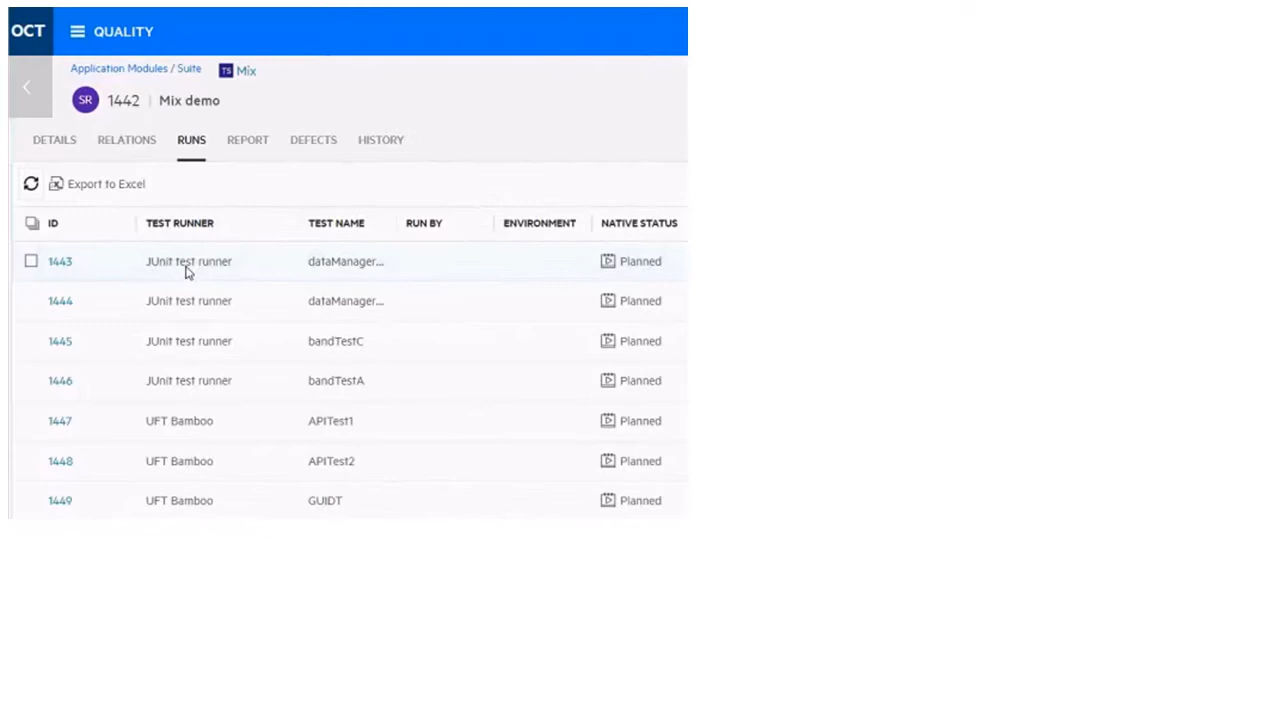 OCT QUALITY
Application Modules / Suite TS Mix
SR 1442 | Mix demo
DETAILS RELATIONS RUNS REPORT DEFECTS HISTORY
Export to Excel
ID TEST RUNNER TEST NAME RUN BY ENVIRONMENT NATIVE STATUS
1443 JUnit test runner dataManager... Planned
1444 JUnit test runner dataManager... Planned
1445 JUnit test runner bandTestC Planned
1446 JUnit test runner bandTestA Planned
1447 UFT Bamboo APITest1 Planned
1448 UFT Bamboo APITest2 Planned
1449 UFT Bamboo GUIDT Planned